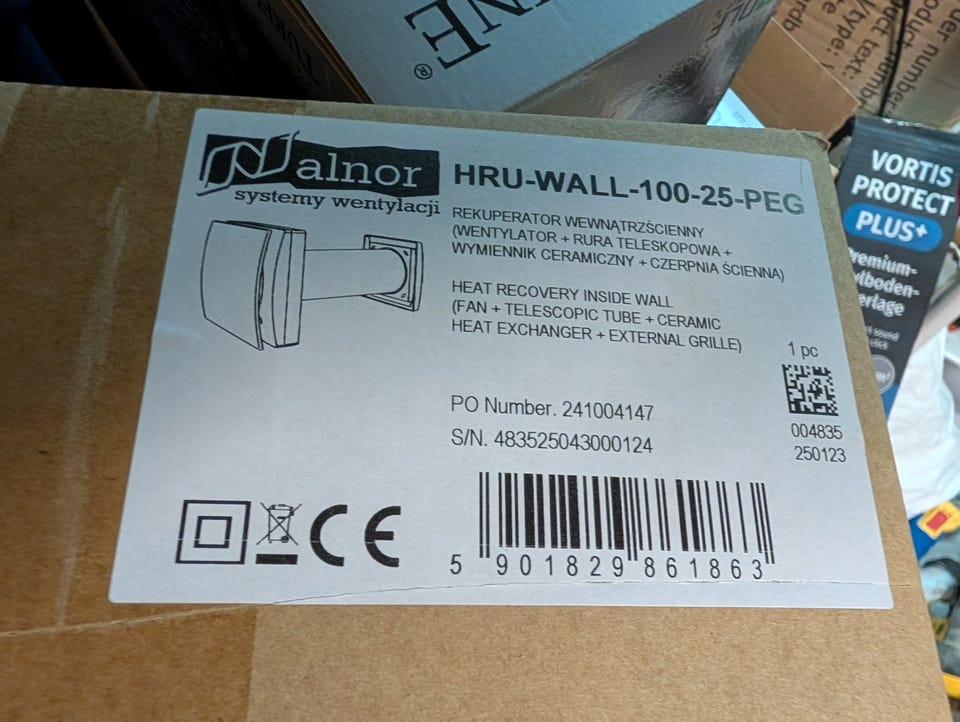 NE
®
alnor
systemy wentylacji
HRU-WALL-100-25-PEG
REKUPERATOR WEWNĄTRZŚCIENNY
(WENTYLATOR + RURA TELESKOPOWA +
WYMIENNIK CERAMICZNY + CZERPNIA ŚCIENNA)
HEAT RECOVERY INSIDE WALL
(FAN + TELESCOPIC TUBE + CERAMIC
HEAT EXCHANGER + EXTERNAL GRILLE)
1 pc
004835
250123
PO Number. 241004147
S/N. 483525043000124
CE
5 901829 861863
VORTIS
PROTECT
PLUS+